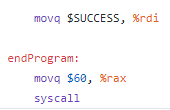 movq $SUCCESS, %rdi
endProgram:
movq $60, %rax
syscall